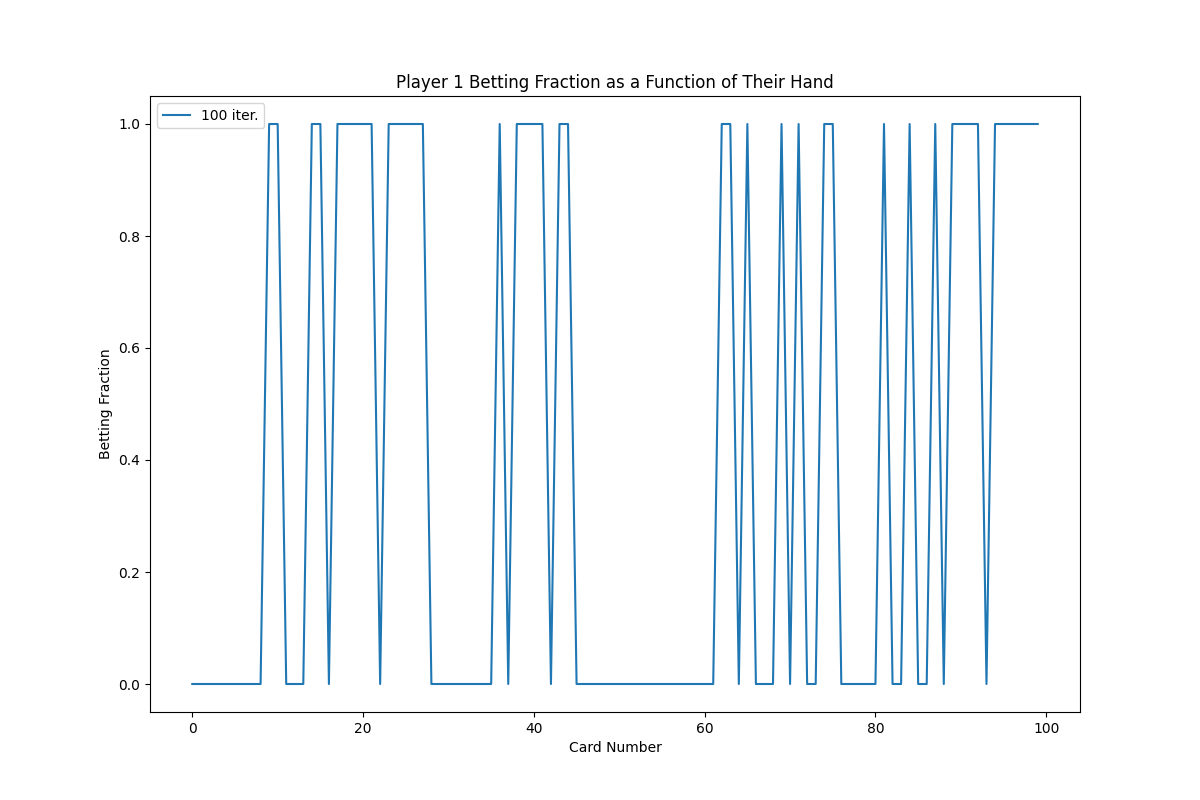 Player 1 Betting Fraction as a Function of Their Hand
100 iter.
1.0
0.8
0.6
0.4
0.2
0.0
Betting Fraction
0 20 40 60 80 100
Card Number